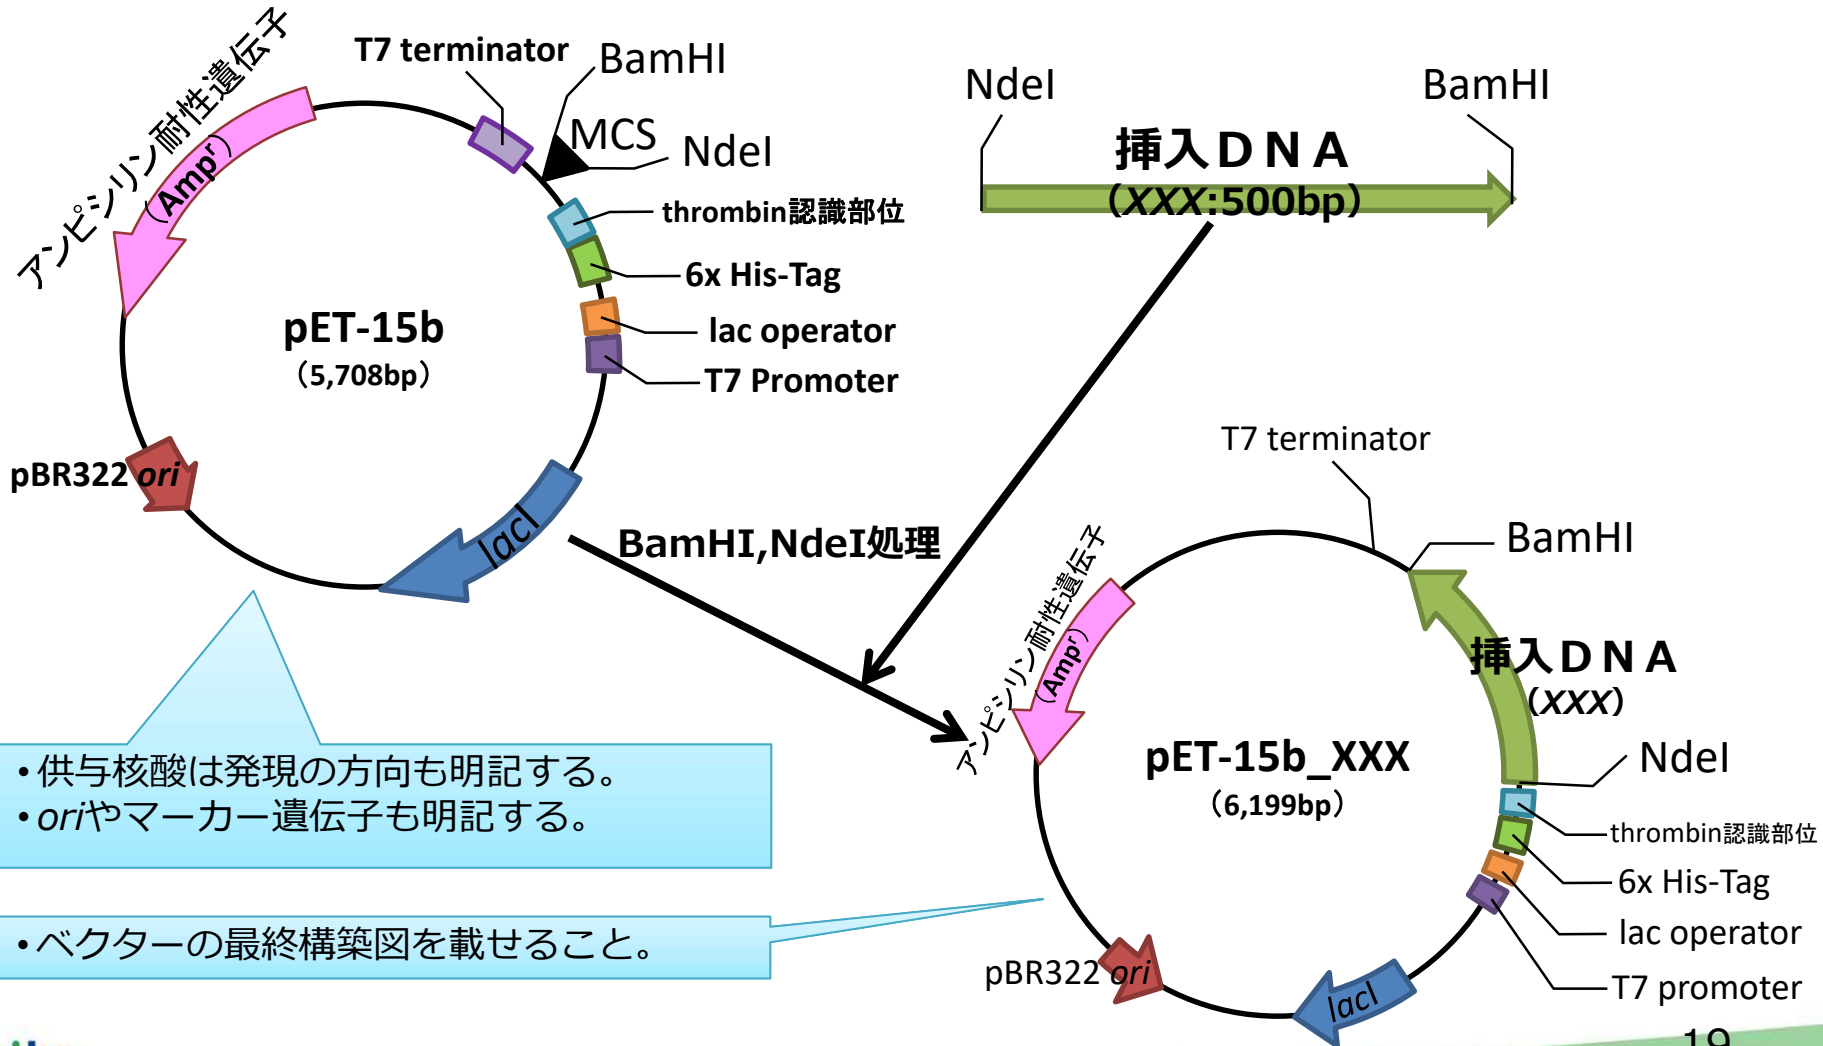 アンピシリン耐性遺伝子
(Ampʳ)
T7 terminator
BamHI
MCS
NdeI
thrombin認識部位
6x His-Tag
lac operator
T7 Promoter
pET-15b
（5,708bp）
pBR322 ori
lacI
NdeI
BamHI
挿入ＤＮＡ
（XXX:500bp）
BamHI,NdeI処理
T7 terminator
BamHI
アンピシリン耐性遺伝子
(Ampʳ)
挿入ＤＮＡ
（XXX）
NdeI
pET-15b_XXX
（6,199bp）
thrombin認識部位
6x His-Tag
lac operator
T7 promoter
pBR322 ori
lacI
•供与核酸は発現の方向も明記する。
•oriやマーカー遺伝子も明記する。
•ベクターの最終構築図を載せること。
19